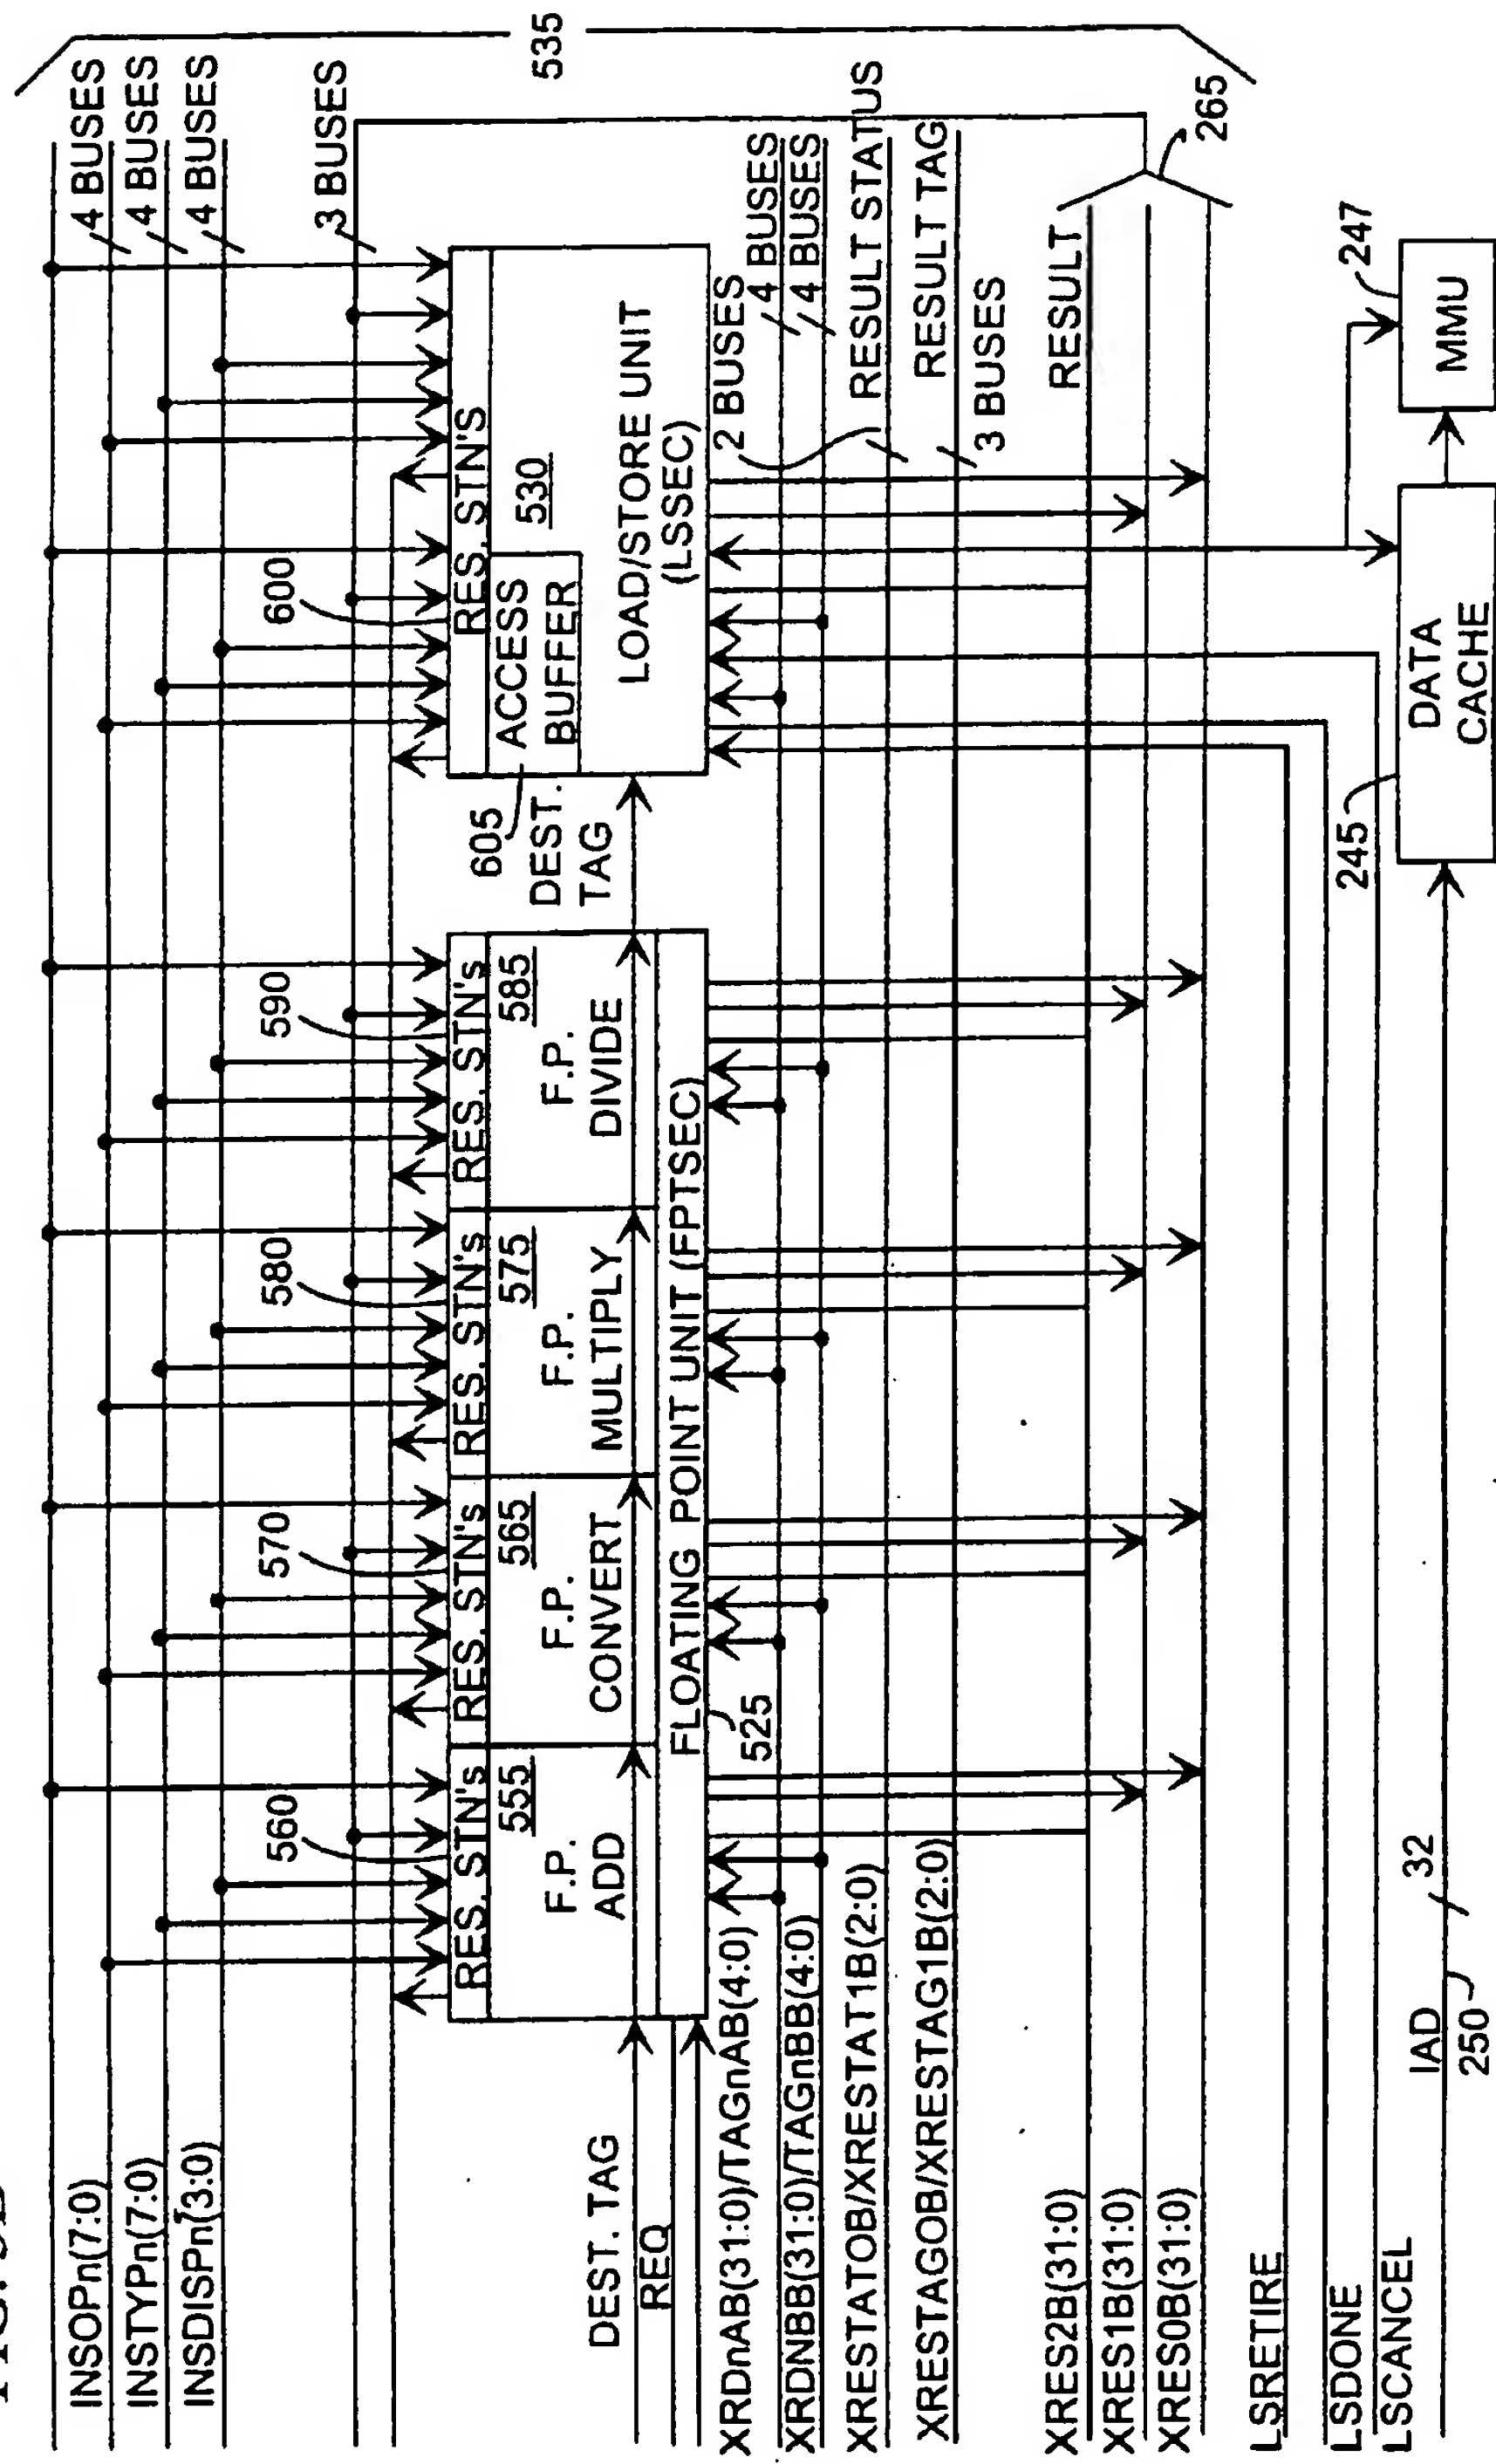 INSOPn(7:0)
INSTYPn(7:0)
INSDISPn(3:0)
4 BUSES
4 BUSES
4 BUSES
3 BUSES
535
560
570
580
590
600
RES. STN's
RES. STN's
RES. STN's
RES. STN's
RES. STN'S
555
F.P.
ADD
565
F.P.
CONVERT
575
F.P.
MULTIPLY
585
F.P.
DIVIDE
FLOATING POINT UNIT (FPTSEC)
525
605
DEST.
TAG
ACCESS
BUFFER
530
LOAD/STORE UNIT
(LSSEC)
DEST. TAG
REQ
XRDnAB(31:0)/TAGnAB(4:0)
XRDNBB(31:0)/TAGnBB(4:0)
XRESTATOB/XRESTAT1B(2:0)
XRESTAGOB/XRESTAG1B(2:0)
2 BUSES
4 BUSES
4 BUSES
RESULT STATUS
RESULT TAG
3 BUSES
RESULT
265
XRES2B(31:0)
XRES1B(31:0)
XRES0B(31:0)
LSRETIRE
LSDONE
LSCANCEL
IAD
250
32
245
DATA
CACHE
247
MMU